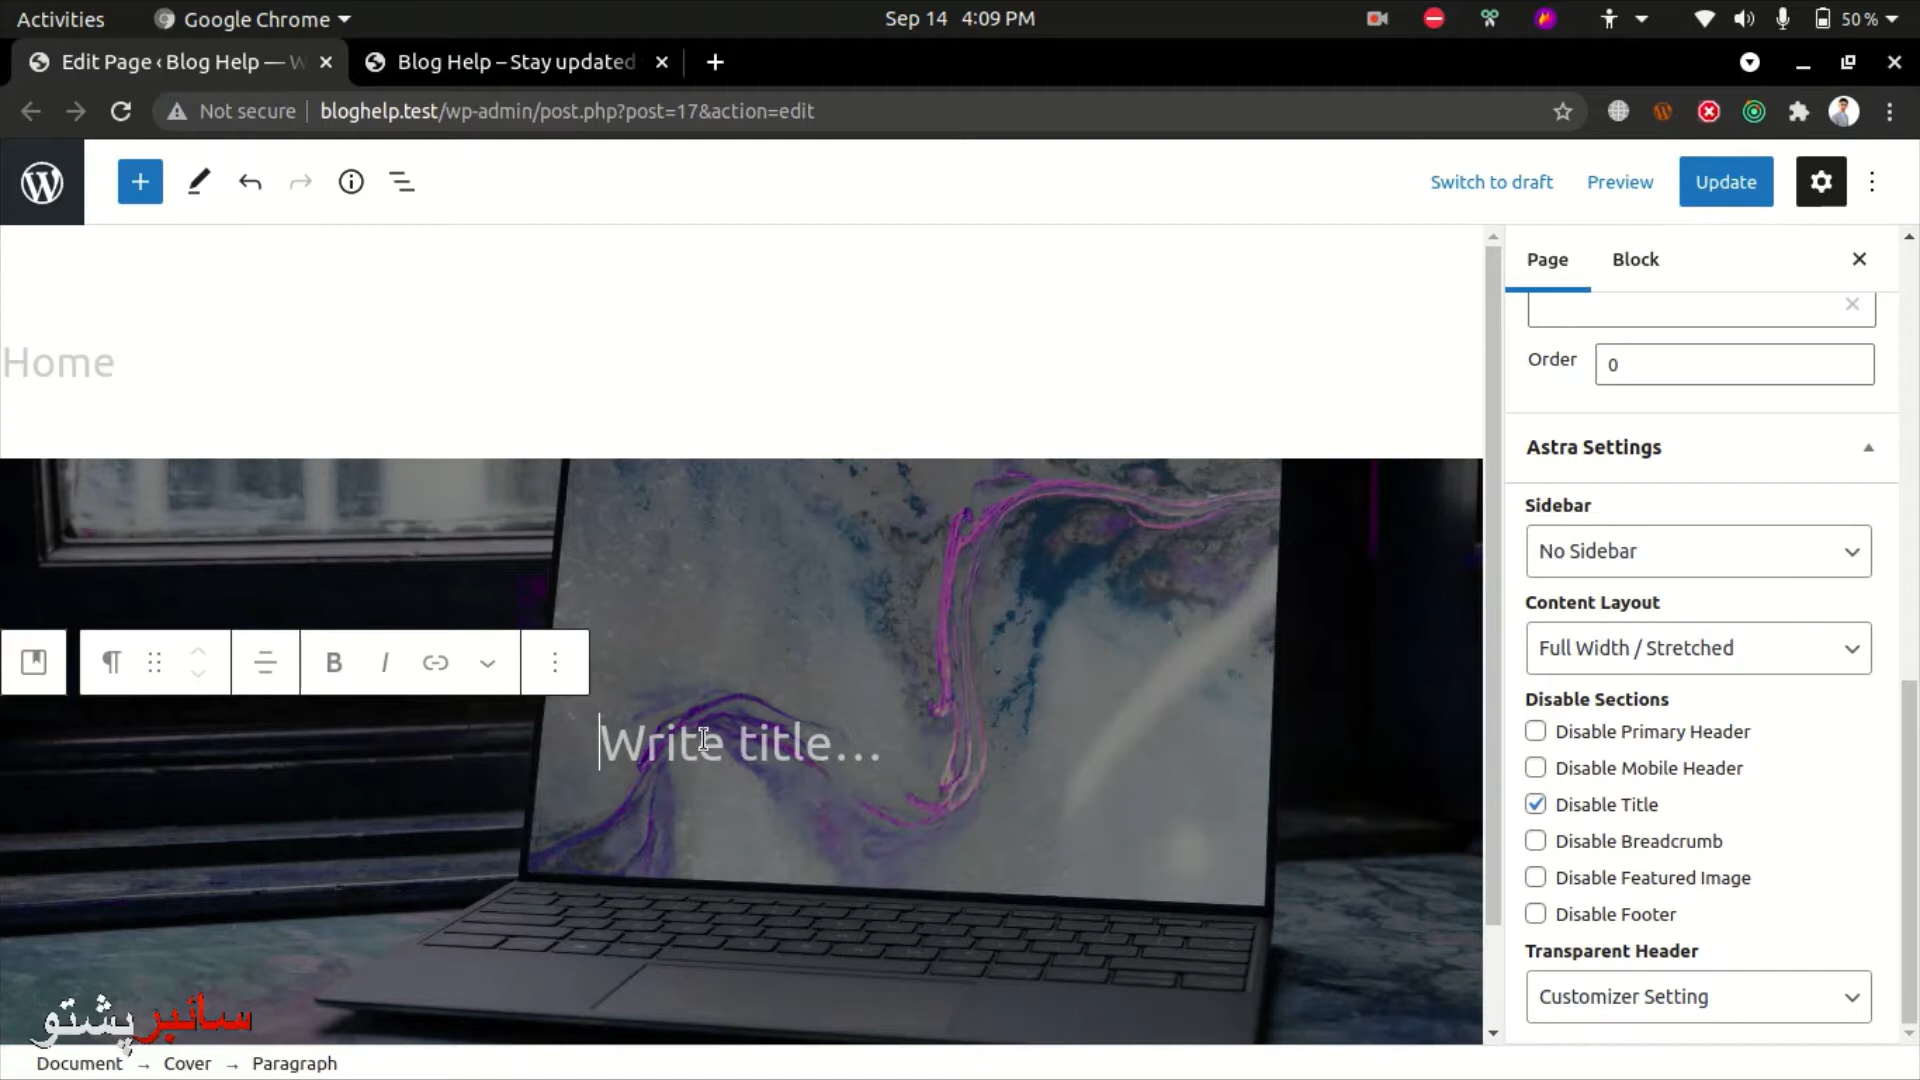 Activities
Google Chrome
Sep 14 4:09 PM
50 %
Edit Page ‹ Blog Help — W
Blog Help – Stay updated
Not secure
bloghelp.test/wp-admin/post.php?post=17&action=edit
Switch to draft
Preview
Update
Page
Block
Home
Order
0
Astra Settings
Sidebar
No Sidebar
Content Layout
Full Width / Stretched
Disable Sections
Disable Primary Header
Disable Mobile Header
Disable Title
Disable Breadcrumb
Disable Featured Image
Disable Footer
Transparent Header
Customizer Setting
B
I
Write title…
سائبر پشتو
Document → Cover → Paragraph